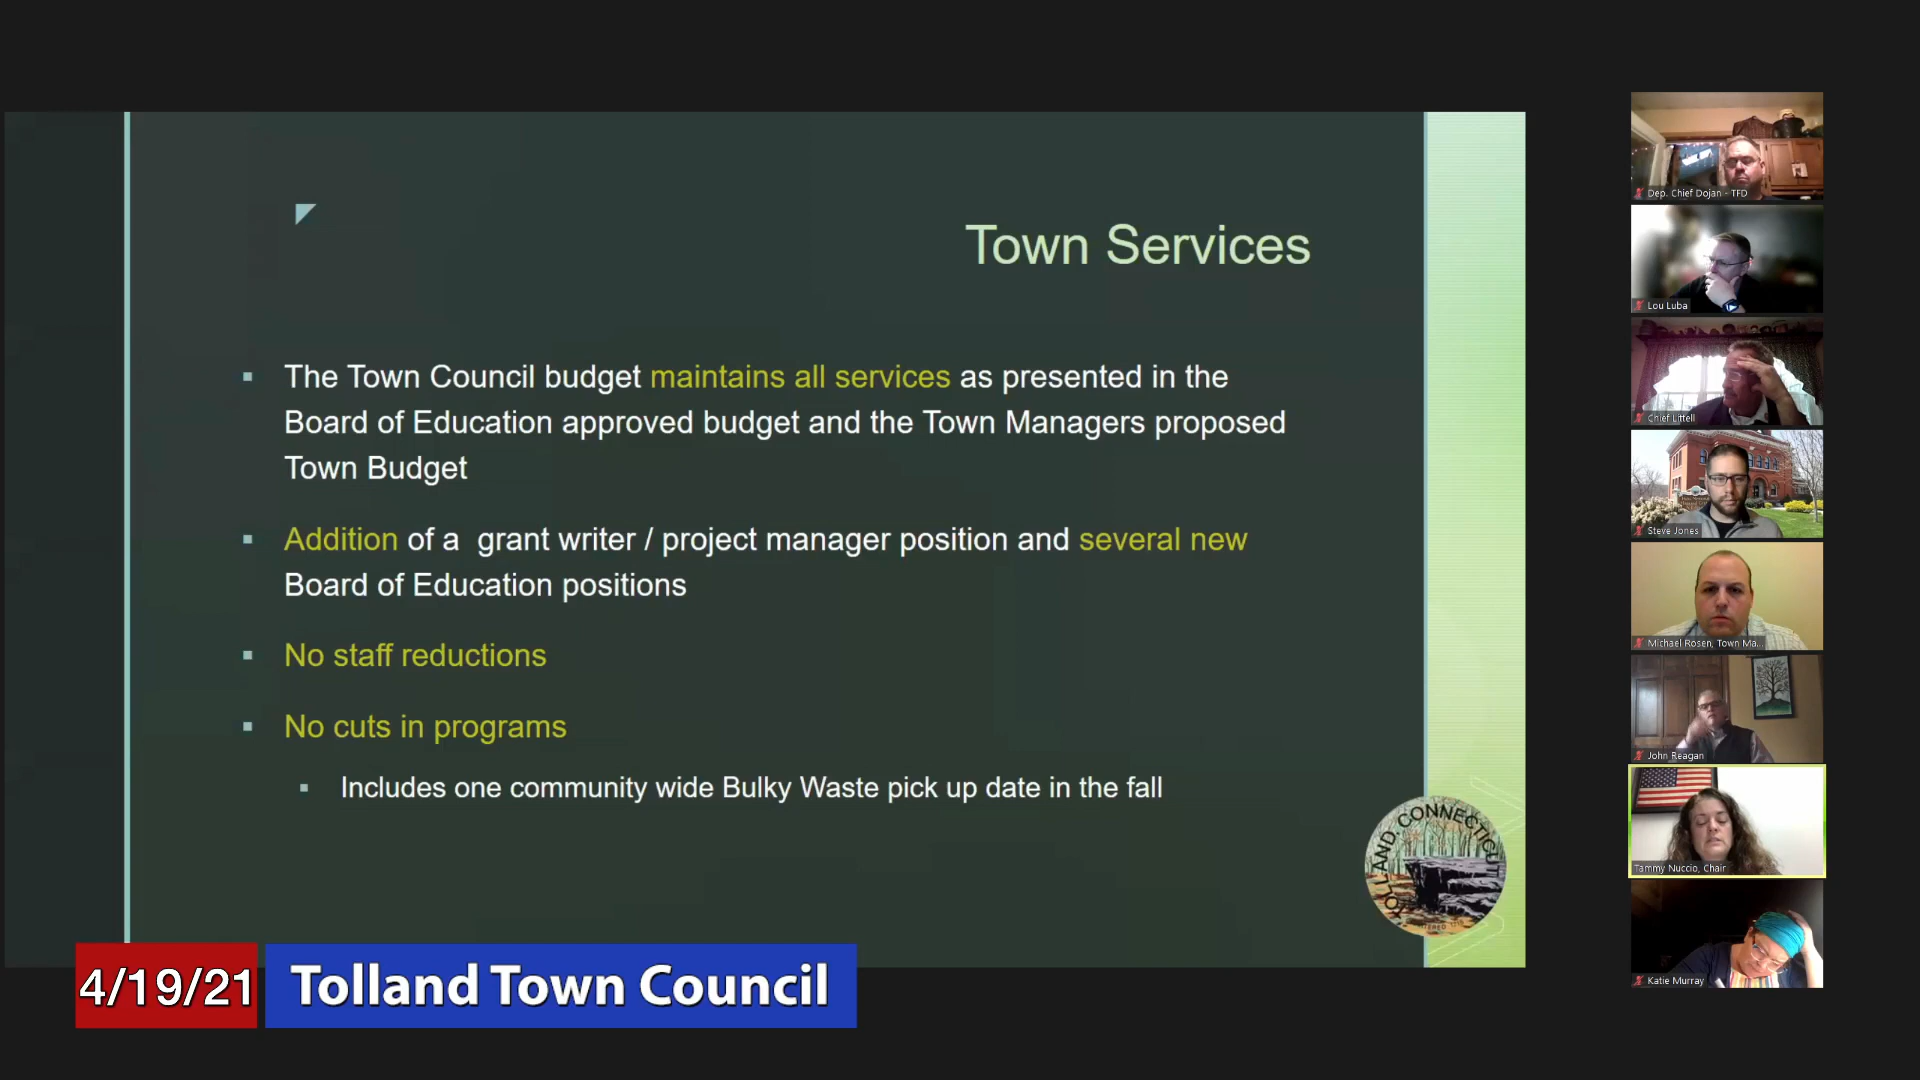 Town Services
The Town Council budget maintains all services as presented in the
Board of Education approved budget and the Town Managers proposed
Town Budget
Addition of a grant writer / project manager position and several new
Board of Education positions
No staff reductions
No cuts in programs
Includes one community wide Bulky Waste pick up date in the fall
TOLLAND, CONNECTICUT
4/19/21
Tolland Town Council
Dep. Chief Dojan - TFD
Lou Luba
Chief Littell
Steve Jones
Michael Rosen, Town Ma...
John Reagan
Tammy Nuccio, Chair
Katie Murray